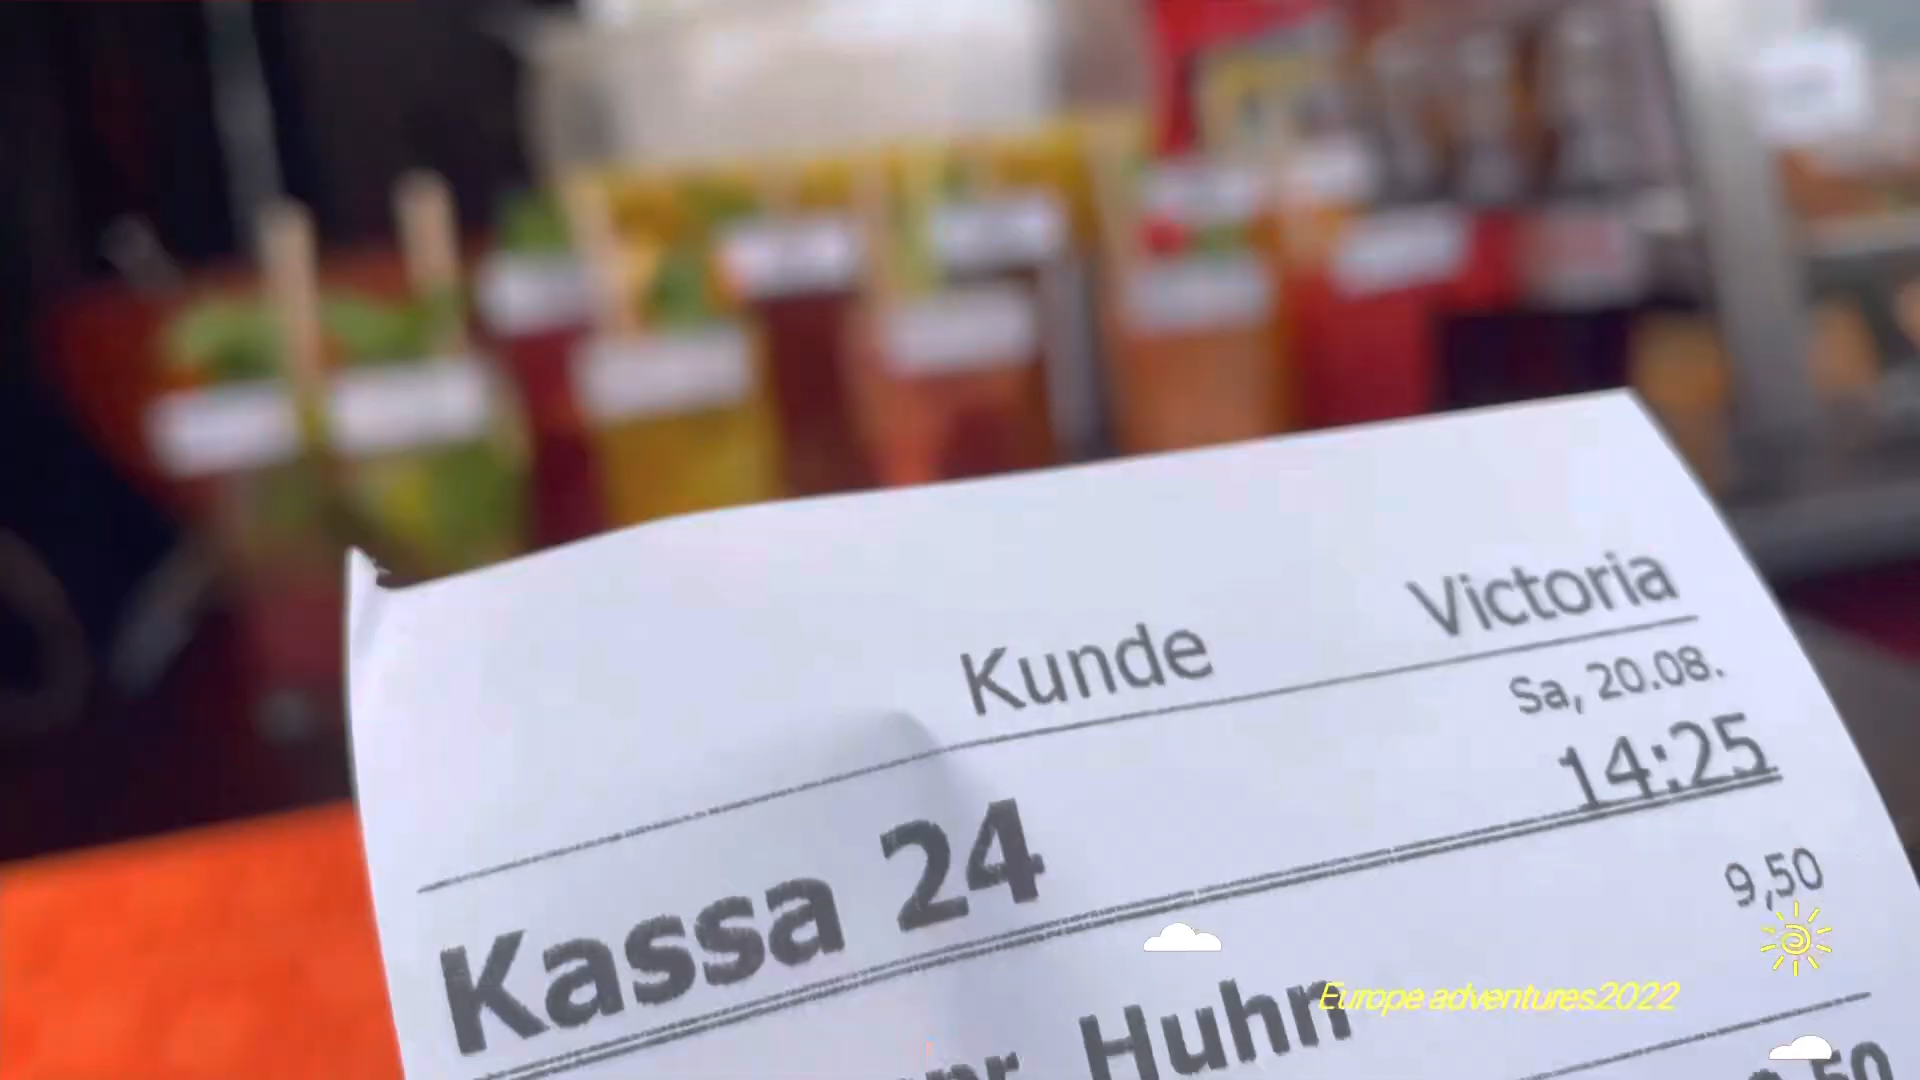 Kunde Victoria
Sa, 20.08.
14:25
Kassa 24
9,50
Huhn
Europe adventures2022